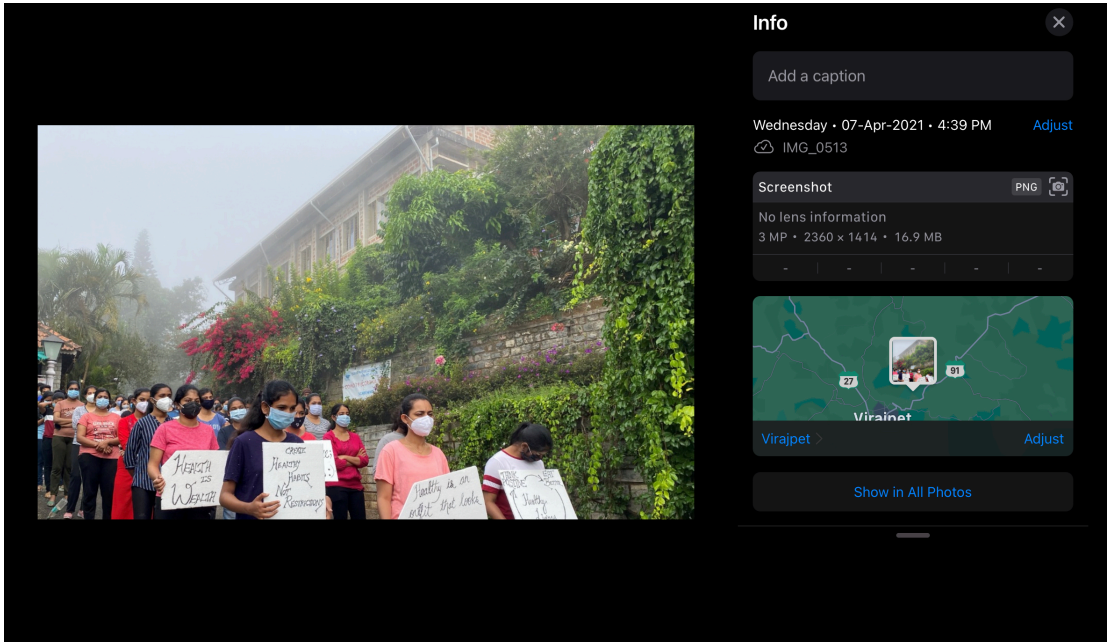 Info
Add a caption
Wednesday • 07-Apr-2021 • 4:39 PM
Adjust
IMG_0513
Screenshot
PNG
No lens information
3 MP • 2360 × 1414 • 16.9 MB
- - - - -
27
91
Virajpet
Virajpet
Adjust
Show in All Photos
HEALTH
IS
WEALTH
CREATE
HEALTHY
HABITS
NOT
RESTRICTIONS
Healthy is an
outfit that looks
Healthy